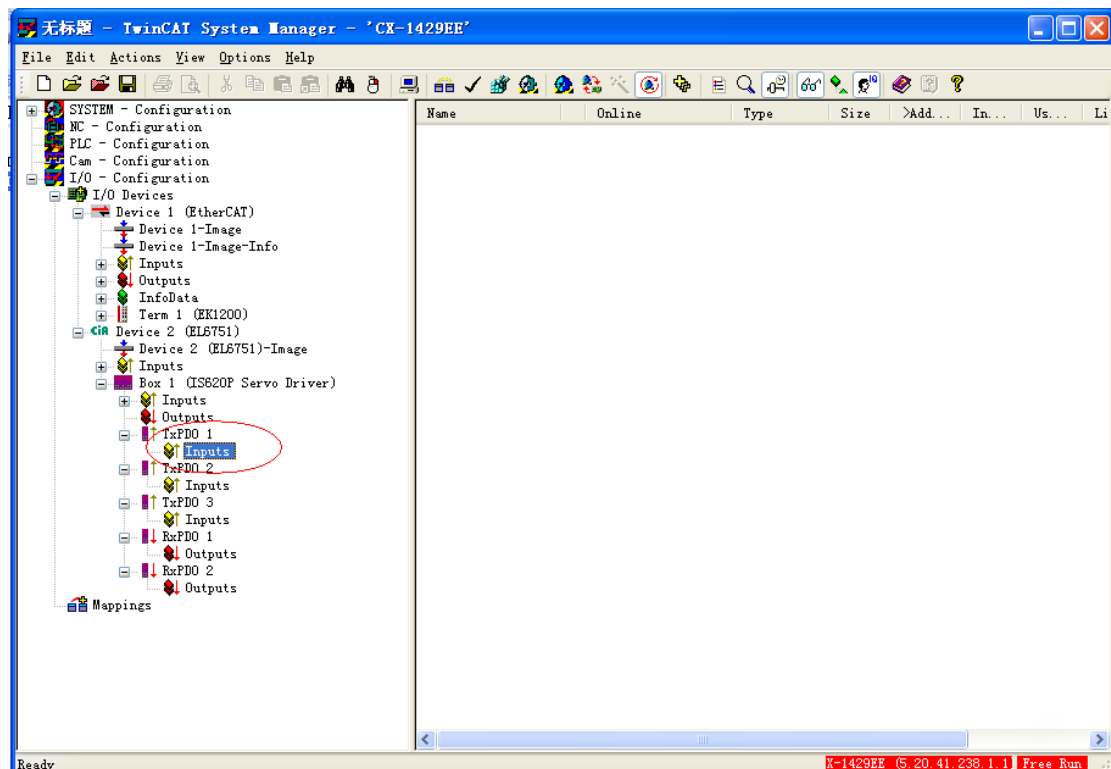 无标题 - TwinCAT System Manager - 'CX-1429EE'
File Edit Actions View Options Help
SYSTEM - Configuration
NC - Configuration
PLC - Configuration
Cam - Configuration
I/O - Configuration
I/O Devices
Device 1 (EtherCAT)
Device 1-Image
Device 1-Image-Info
Inputs
Outputs
InfoData
Term 1 (EK1200)
CiA Device 2 (EL6751)
Device 2 (EL6751)-Image
Inputs
Box 1 (IS620P Servo Driver)
Inputs
Outputs
TxPDO 1
Inputs
TxPDO 2
Inputs
TxPDO 3
Inputs
RxPDO 1
Outputs
RxPDO 2
Outputs
Mappings
Name Online Type Size >Add... In... Us... Li
Ready X-1429EE (5.20.41.238.1.1) Free Run